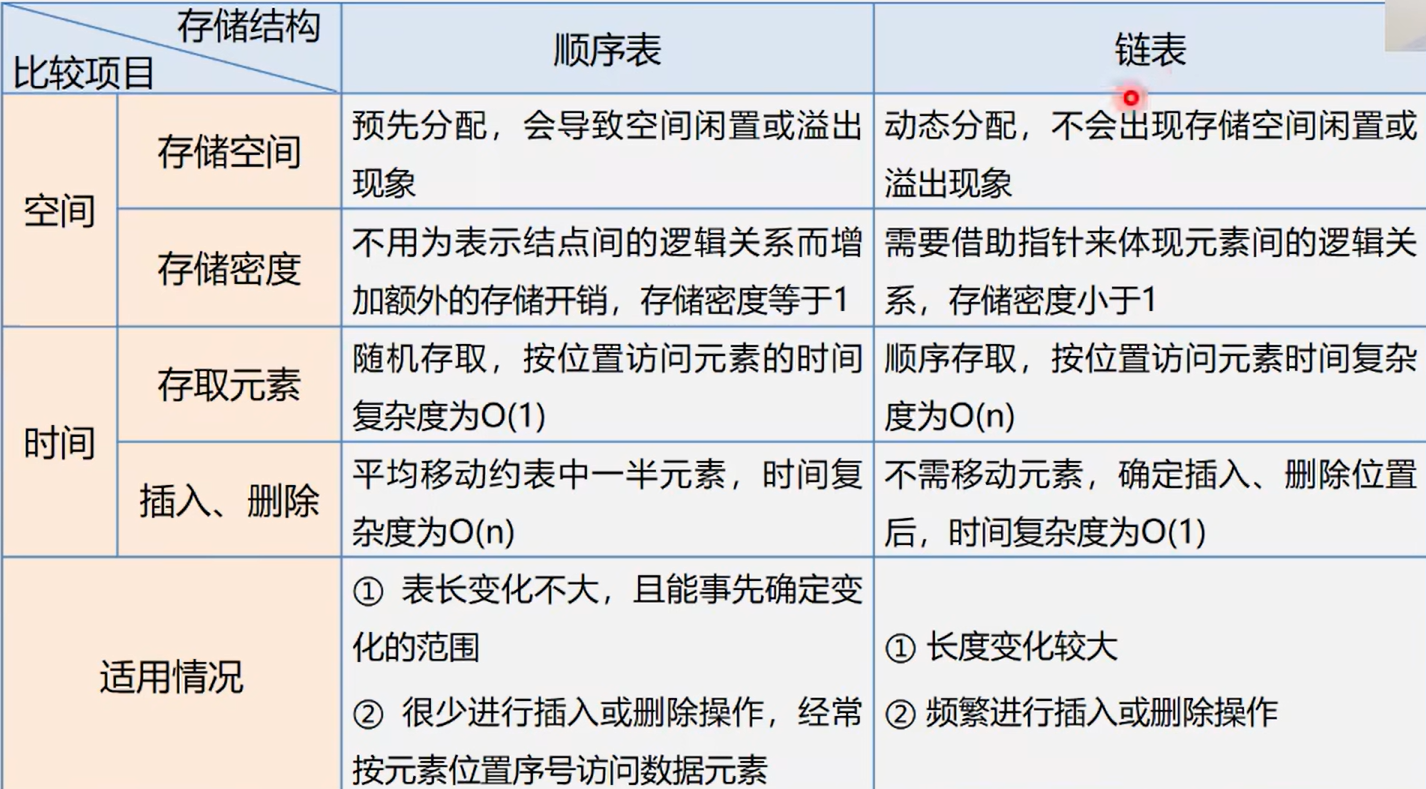 存储结构
比较项目
顺序表
链表
空间
存储空间
预先分配，会导致空间闲置或溢出
现象
动态分配，不会出现存储空间闲置或
溢出现象
存储密度
不用为表示结点间的逻辑关系而增
加额外的存储开销，存储密度等于1
需要借助指针来体现元素间的逻辑关
系，存储密度小于1
时间
存取元素
随机存取，按位置访问元素的时间
复杂度为O(1)
顺序存取，按位置访问元素时间复杂
度为O(n)
插入、删除
平均移动约表中一半元素，时间复
杂度为O(n)
不需移动元素，确定插入、删除位置
后，时间复杂度为O(1)
适用情况
① 表长变化不大，且能事先确定变
化的范围
② 很少进行插入或删除操作，经常
按元素位置序号访问数据元素
① 长度变化较大
② 频繁进行插入或删除操作